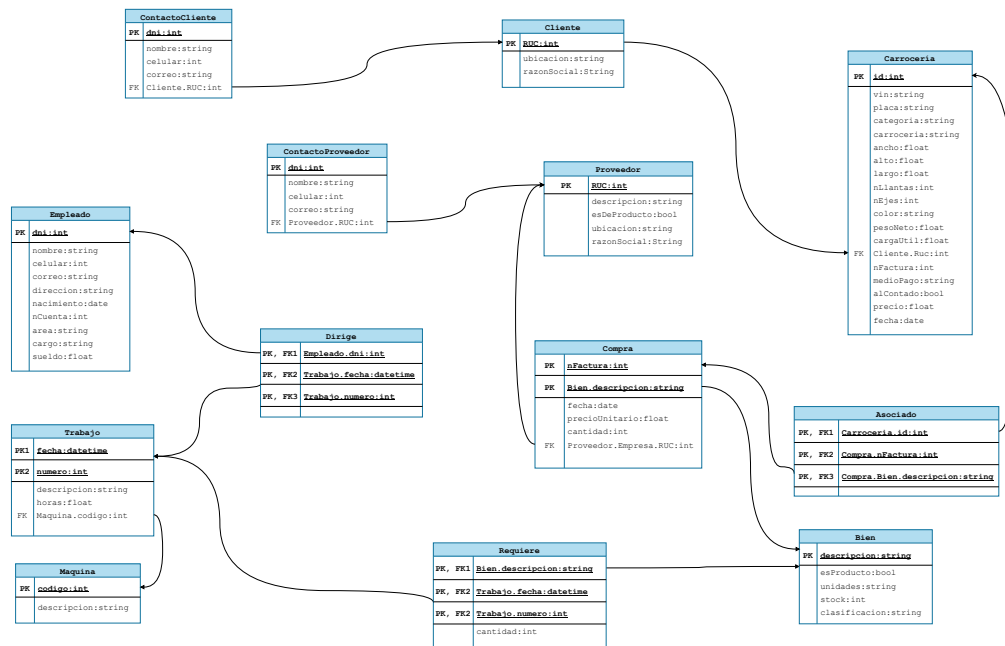 ContactoCliente
PK dni:int
nombre:string
celular:int
correo:string
FK Cliente.RUC:int
Cliente
PK RUC:int
ubicacion:string
razonSocial:String
Carroceria
PK id:int
vin:string
placa:string
categoria:string
carroceria:string
ancho:float
alto:float
largo:float
nLlantas:int
nEjes:int
color:string
pesoNeto:float
cargaUtil:float
FK Cliente.Ruc:int
nFactura:int
medioPago:string
alContado:bool
precio:float
fecha:date
ContactoProveedor
PK dni:int
nombre:string
celular:int
correo:string
FK Proveedor.RUC:int
Proveedor
PK RUC:int
descripcion:string
esDeProducto:bool
ubicacion:string
razonSocial:String
Empleado
PK dni:int
nombre:string
celular:int
correo:string
direccion:string
nacimiento:date
nCuenta:int
area:string
cargo:string
sueldo:float
Dirige
PK, FK1 Empleado.dni:int
PK, FK2 Trabajo.fecha:datetime
PK, FK3 Trabajo.numero:int
Compra
PK nFactura:int
PK Bien.descripcion:string
fecha:date
precioUnitario:float
cantidad:int
FK Proveedor.Empresa.RUC:int
Asociado
PK, FK1 Carroceria.id:int
PK, FK2 Compra.nFactura:int
PK, FK3 Compra.Bien.descripcion:string
Trabajo
PK1 fecha:datetime
PK2 numero:int
descripcion:string
horas:float
FK Maquina.codigo:int
Maquina
PK codigo:int
descripcion:string
Requiere
PK, FK1 Bien.descripcion:string
PK, FK2 Trabajo.fecha:datetime
PK, FK2 Trabajo.numero:int
cantidad:int
Bien
PK descripcion:string
esProducto:bool
unidades:string
stock:int
clasificacion:string